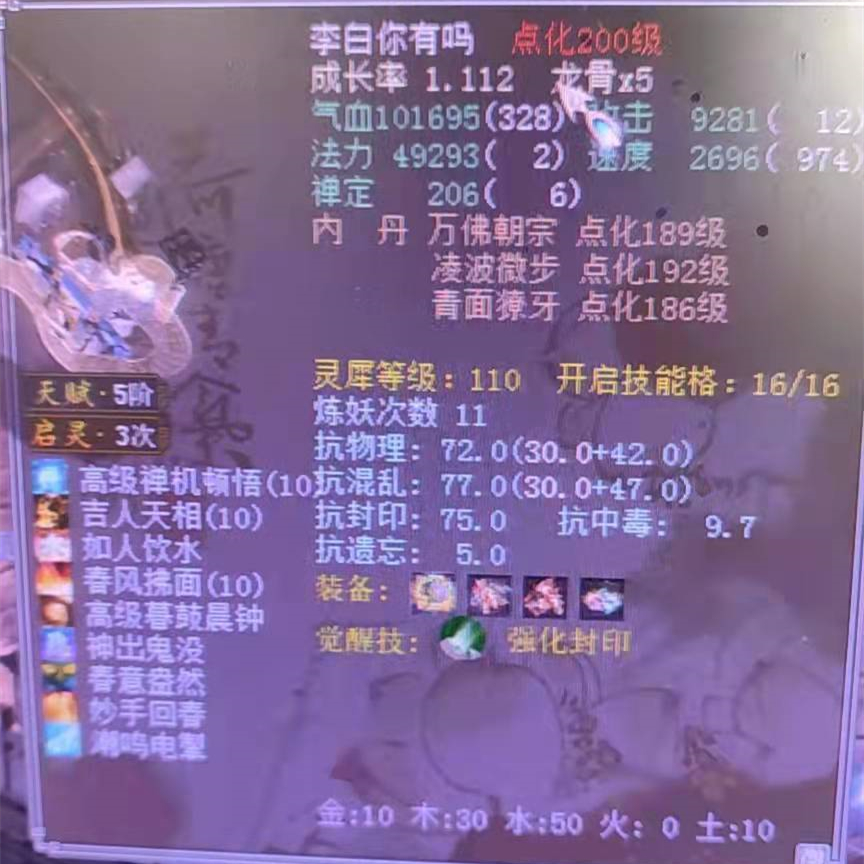 李白你有吗 点化200级
成长率 1.112 龙骨x5
气血101695(328) 攻击 9281( 12)
法力 49293( 2) 速度 2696( 974)
禅定 206( 6)
内 丹 万佛朝宗 点化189级
凌波微步 点化192级
青面獠牙 点化186级
灵犀等级：110 开启技能格：16/16
炼妖次数 11
抗物理：72.0(30.0+42.0)
抗混乱：77.0(30.0+47.0)
抗封印：75.0 抗中毒：9.7
抗遗忘：5.0
装备：
觉醒技：强化封印
天赋·5阶
启灵·3次
高级禅机顿悟(10)
吉人天相(10)
如人饮水
春风拂面(10)
高级暮鼓晨钟
神出鬼没
春意盎然
妙手回春
潮鸣电掣
金:10 木:30 水:50 火: 0 土:10